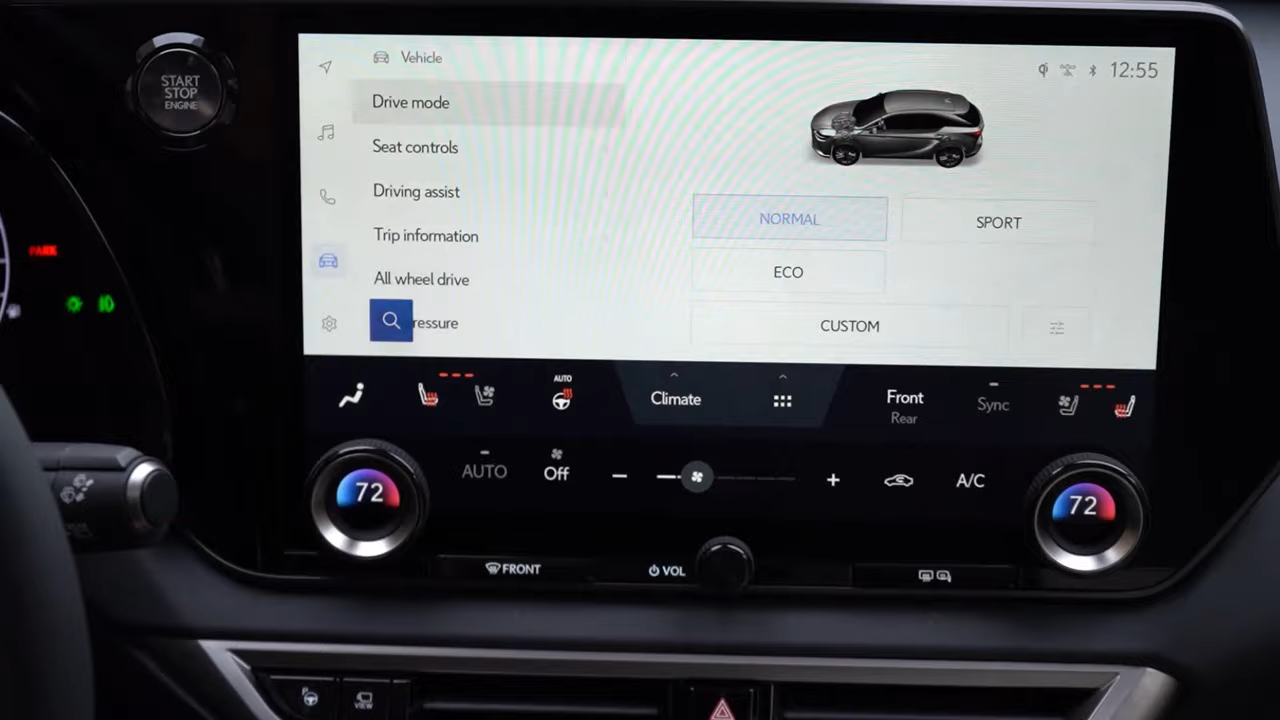 START
STOP
ENGINE
Vehicle
12:55
Drive mode
Seat controls
Driving assist
Trip information
All wheel drive
ressure
NORMAL
SPORT
ECO
CUSTOM
PARK
AUTO
Climate
Front
Rear
Sync
72
AUTO
Off
A/C
72
FRONT
VOL
VIEW